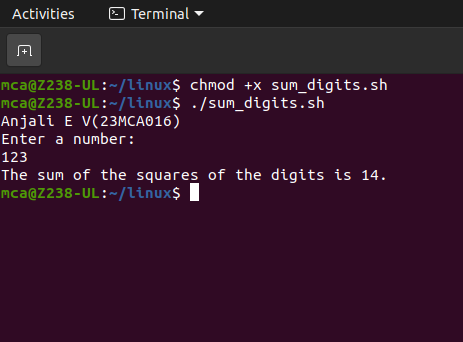 Activities Terminal
mca@Z238-UL:~/linux$ chmod +x sum_digits.sh
mca@Z238-UL:~/linux$ ./sum_digits.sh
Anjali E V(23MCA016)
Enter a number:
123
The sum of the squares of the digits is 14.
mca@Z238-UL:~/linux$